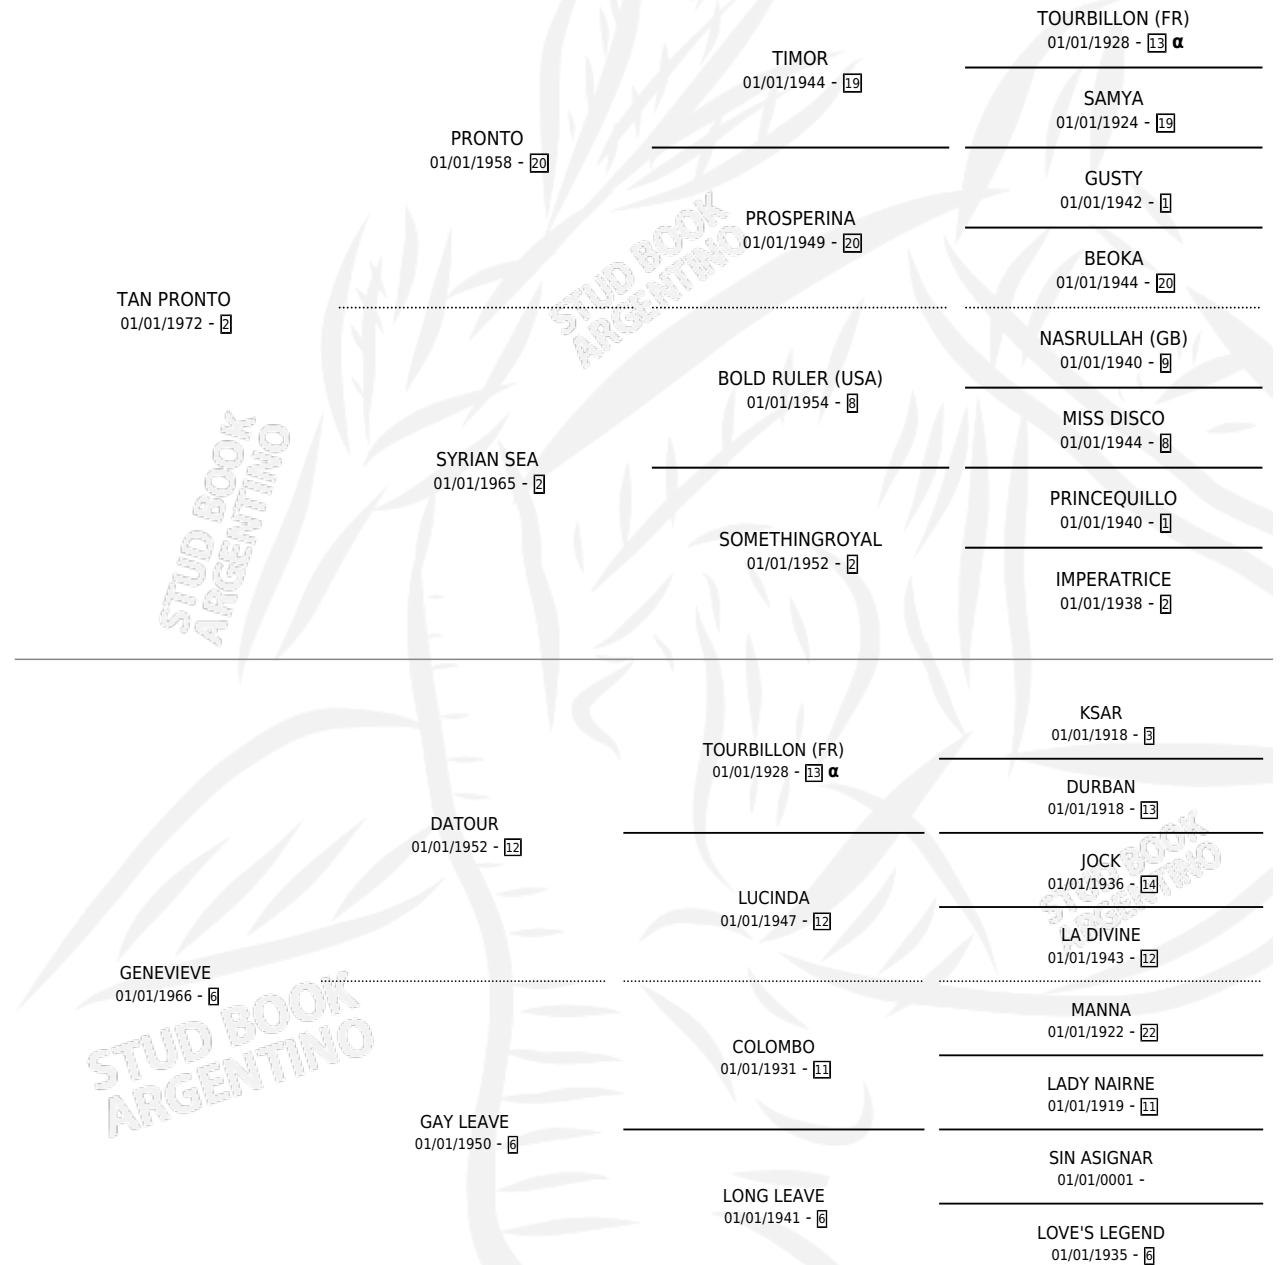 TOURBILLON (FR)
01/01/1928 - 13 α
TIMOR
01/01/1944 - 19
SAMYA
01/01/1924 - 19
PRONTO
01/01/1958 - 20
GUSTY
01/01/1942 - 1
PROSPERINA
01/01/1949 - 20
BEOKA
01/01/1944 - 20
STUD BOOK
ARGENTINO
TAN PRONTO
01/01/1972 - 2
NASRULLAH (GB)
01/01/1940 - 9
BOLD RULER (USA)
01/01/1954 - 8
MISS DISCO
01/01/1944 - 8
SYRIAN SEA
01/01/1965 - 2
PRINCEQUILLO
01/01/1940 - 1
SOMETHINGROYAL
01/01/1952 - 2
IMPERATRICE
01/01/1938 - 2
STUD BOOK
ARGENTINO
KSAR
01/01/1918 - 3
TOURBILLON (FR)
01/01/1928 - 13 α
DURBAN
01/01/1918 - 13
DATOUR
01/01/1952 - 12
JOCK
01/01/1936 - 14
LUCINDA
01/01/1947 - 12
LA DIVINE
01/01/1943 - 12
STUD BOOK
ARGENTINO
GENEVIEVE
01/01/1966 - 6
MANNA
01/01/1922 - 22
COLOMBO
01/01/1931 - 11
LADY NAIRNE
01/01/1919 - 11
GAY LEAVE
01/01/1950 - 6
SIN ASIGNAR
01/01/0001 -
LONG LEAVE
01/01/1941 - 6
LOVE'S LEGEND
01/01/1935 - 6
STUD BOOK
ARGENTINO